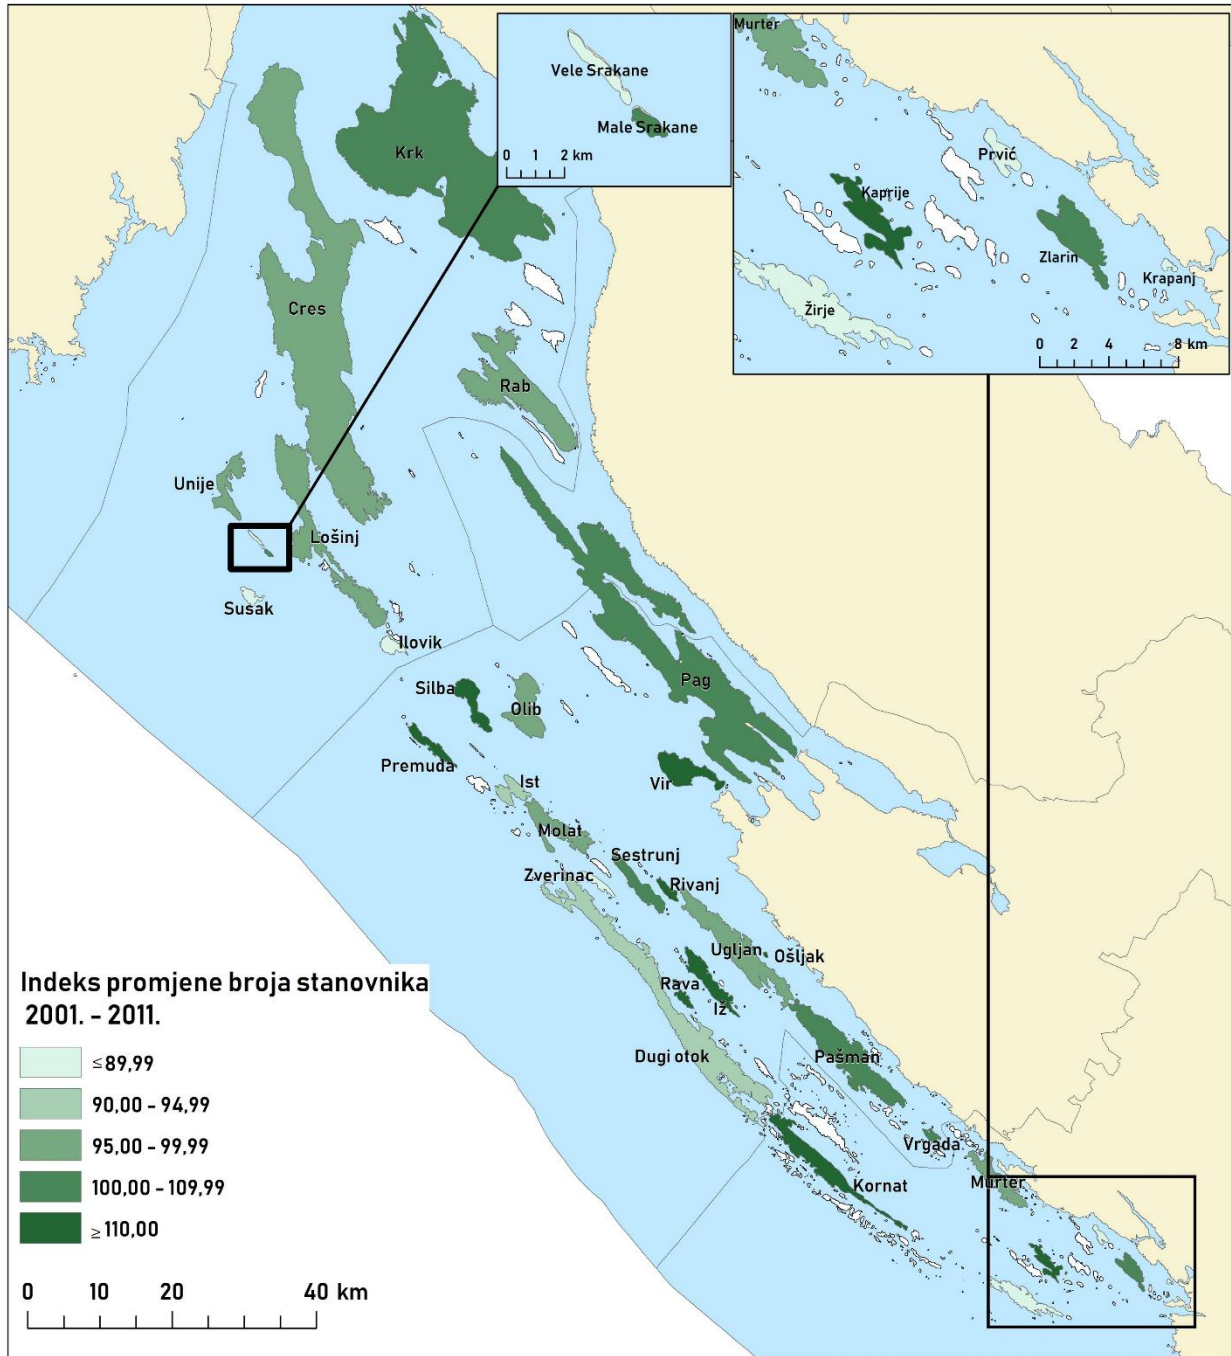 Vele Srakane
Male Srakane
0 1 2 km
Murter
Prvić
Kaprije
Zlarin
Krapanj
Žirje
0 2 4 8 km
Krk
Cres
Rab
Unije
Lošinj
Susak
Ilovik
Silba
Olib
Pag
Premuda
Vir
Ist
Molat
Sestrunj
Zverinac
Rivanj
Ugljan
Ošljak
Rava
Iž
Dugi otok
Pašman
Vrgada
Murter
Kornat
Indeks promjene broja stanovnika
2001. - 2011.
≤ 89,99
90,00 - 94,99
95,00 - 99,99
100,00 - 109,99
≥ 110,00
0 10 20 40 km